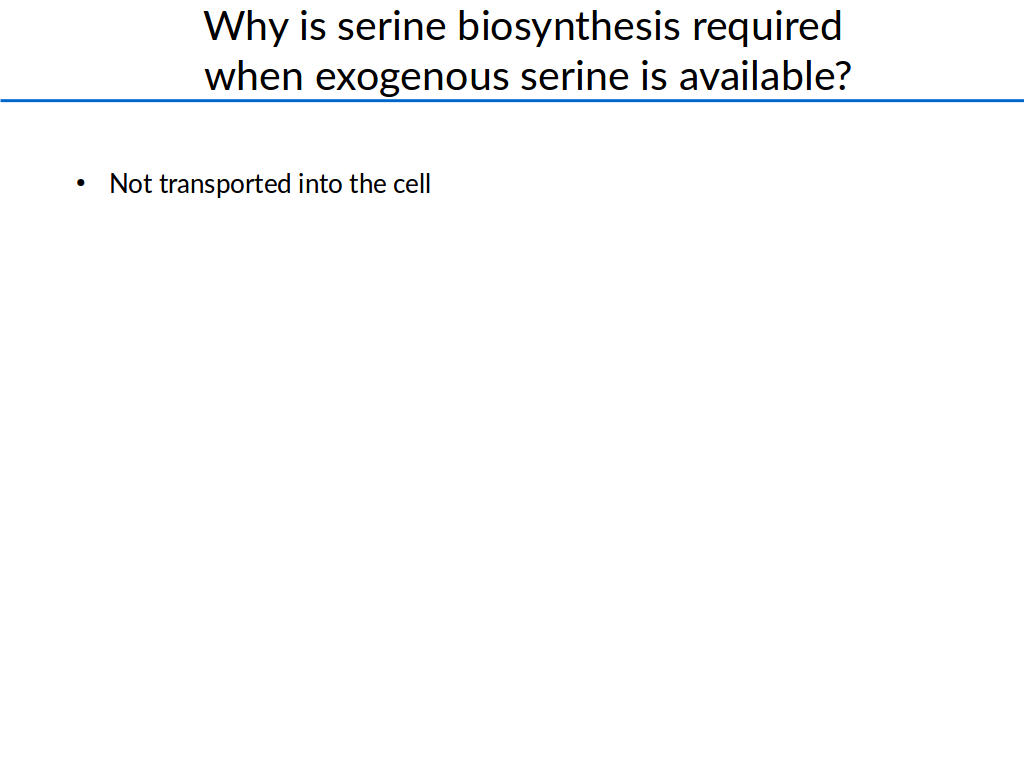 Why is serine biosynthesis required
when exogenous serine is available?
• Not transported into the cell